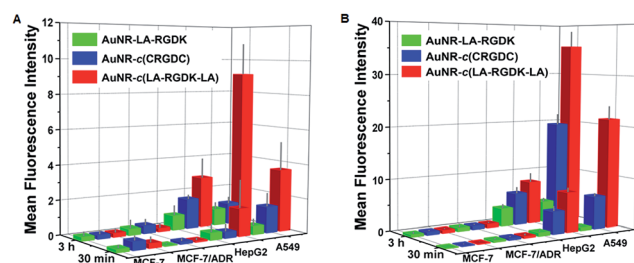 A
Mean Fluorescence Intensity
12
10
8
6
4
2
0
AuNR-LA-RGDK
AuNR-c(CRGDC)
AuNR-c(LA-RGDK-LA)
3 h
30 min
MCF-7
MCF-7/ADR
HepG2
A549
B
Mean Fluorescence Intensity
40
30
20
10
0
AuNR-LA-RGDK
AuNR-c(CRGDC)
AuNR-c(LA-RGDK-LA)
3 h
30 min
MCF-7
MCF-7/ADR
HepG2
A549